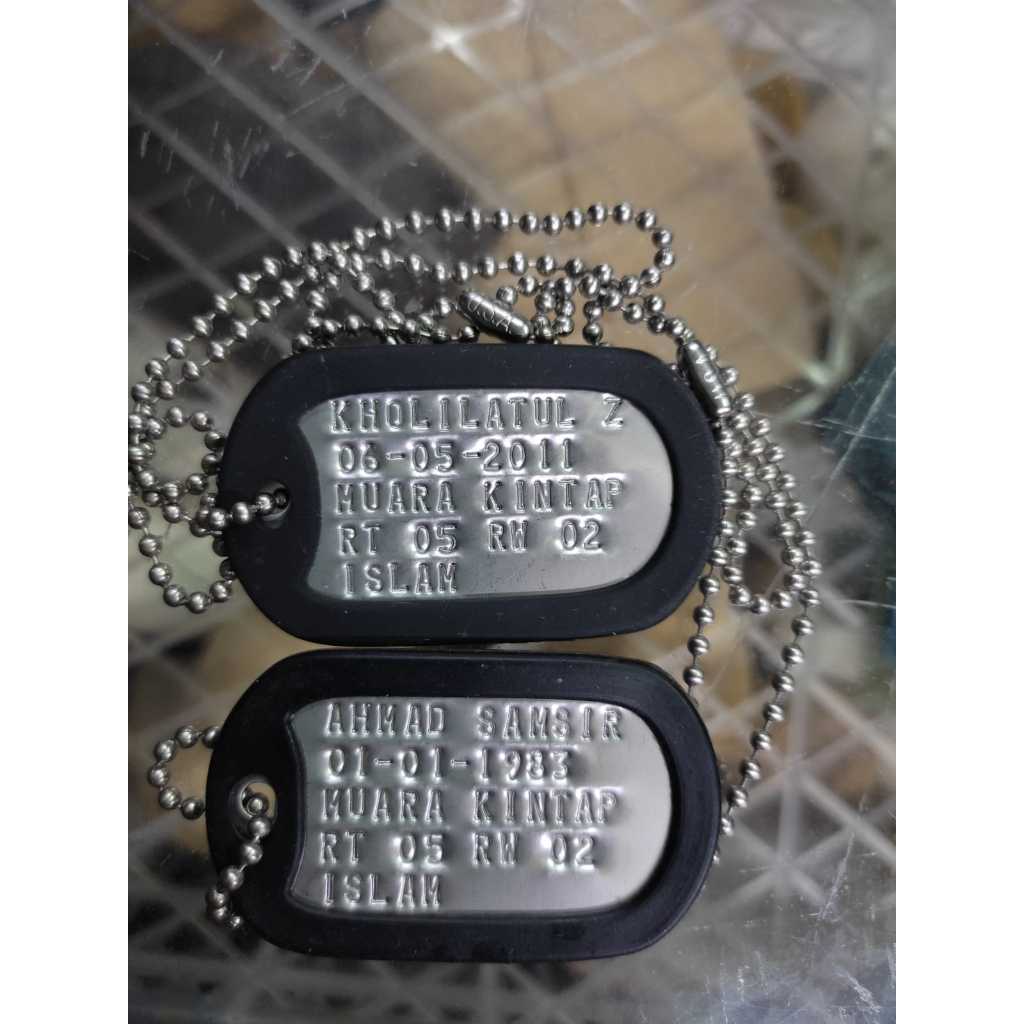 KHOLILATUL Z
06-05-2011
MUARA KINTAP
RT 05 RW 02
ISLAM
AHMAD SAMSIR
01-01-1983
MUARA KINTAP
RT 05 RW 02
ISLAM